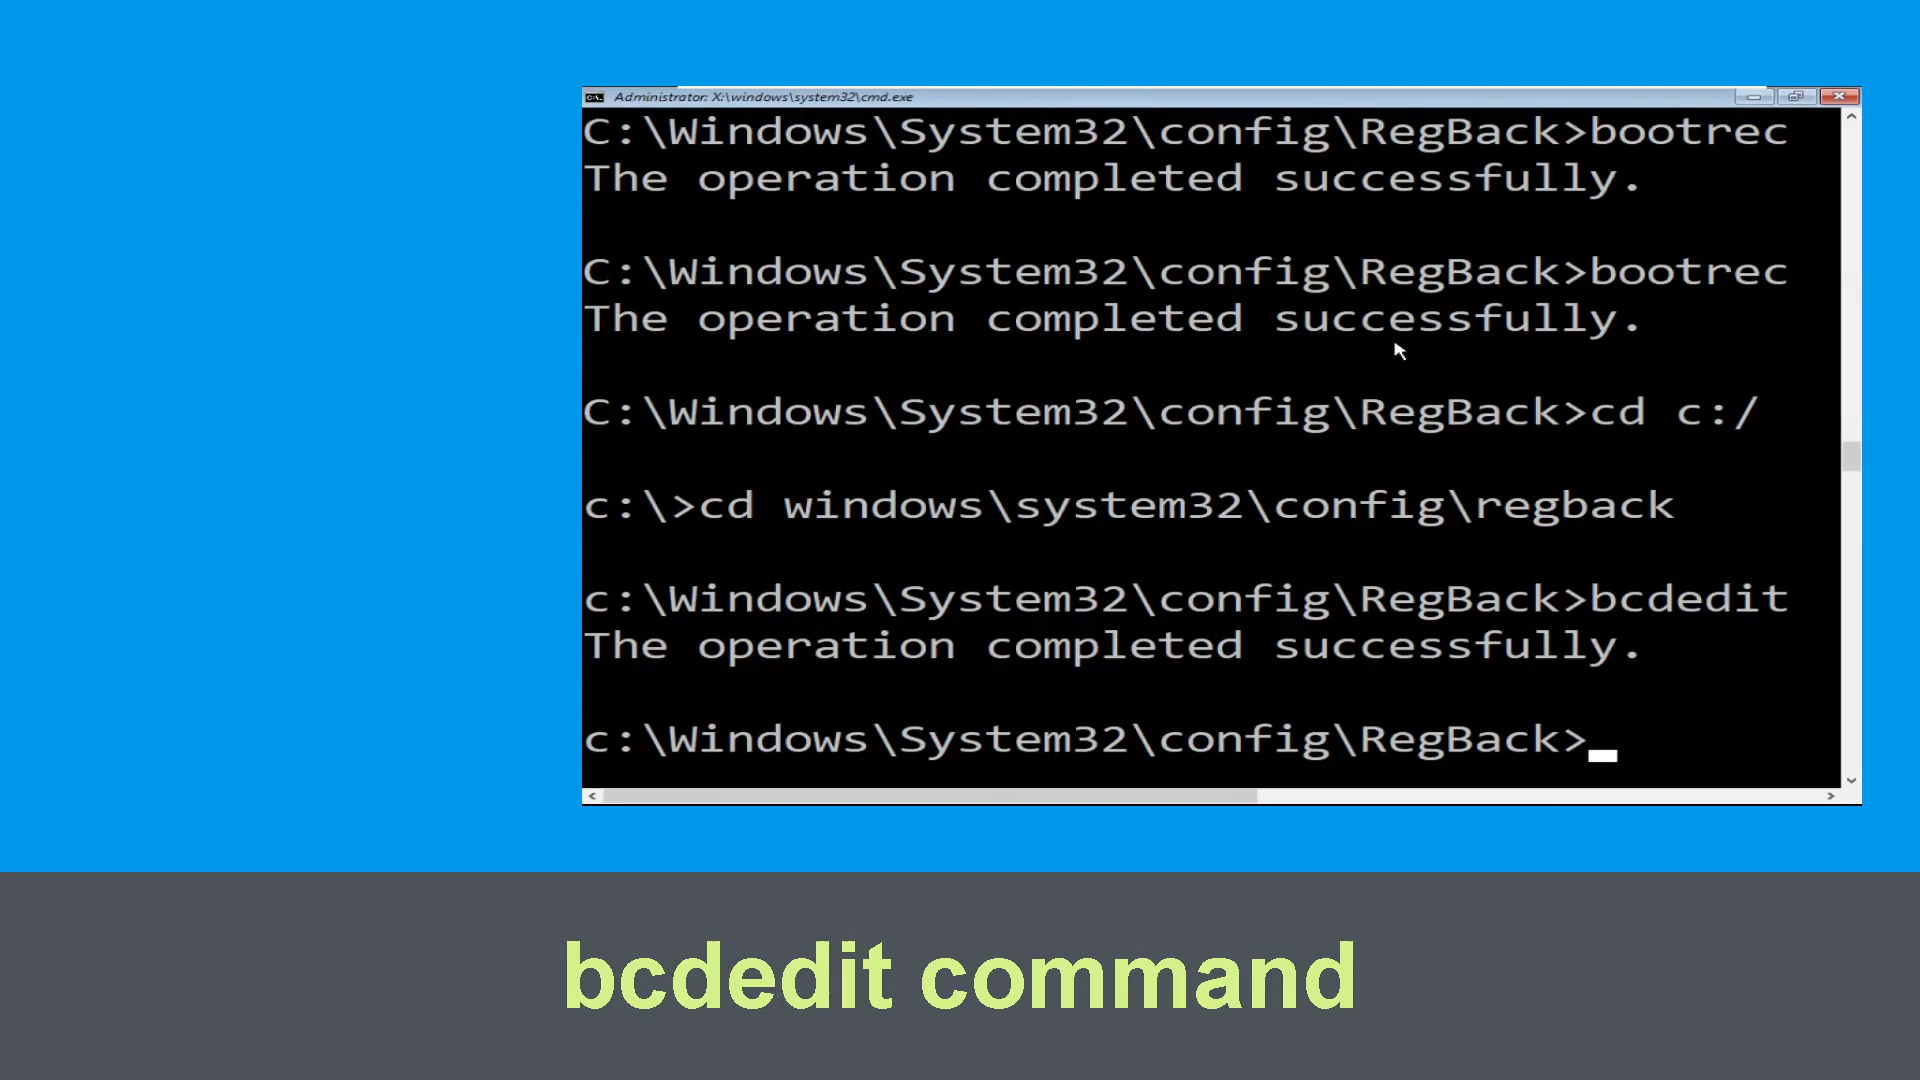 Administrator: X:\windows\system32\cmd.exe
C:\Windows\System32\config\RegBack>bootrec
The operation completed successfully.
C:\Windows\System32\config\RegBack>bootrec
The operation completed successfully.
C:\Windows\System32\config\RegBack>cd c:/
c:\>cd windows\system32\config\regback
c:\Windows\System32\config\RegBack>bcdedit
The operation completed successfully.
c:\Windows\System32\config\RegBack>
bcdedit command